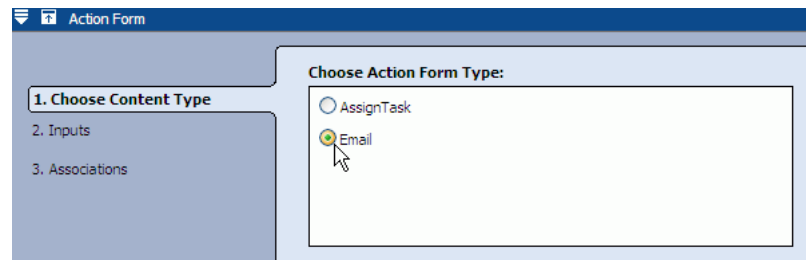 Action Form
Choose Action Form Type:
1. Choose Content Type
AssignTask
2. Inputs
Email
3. Associations